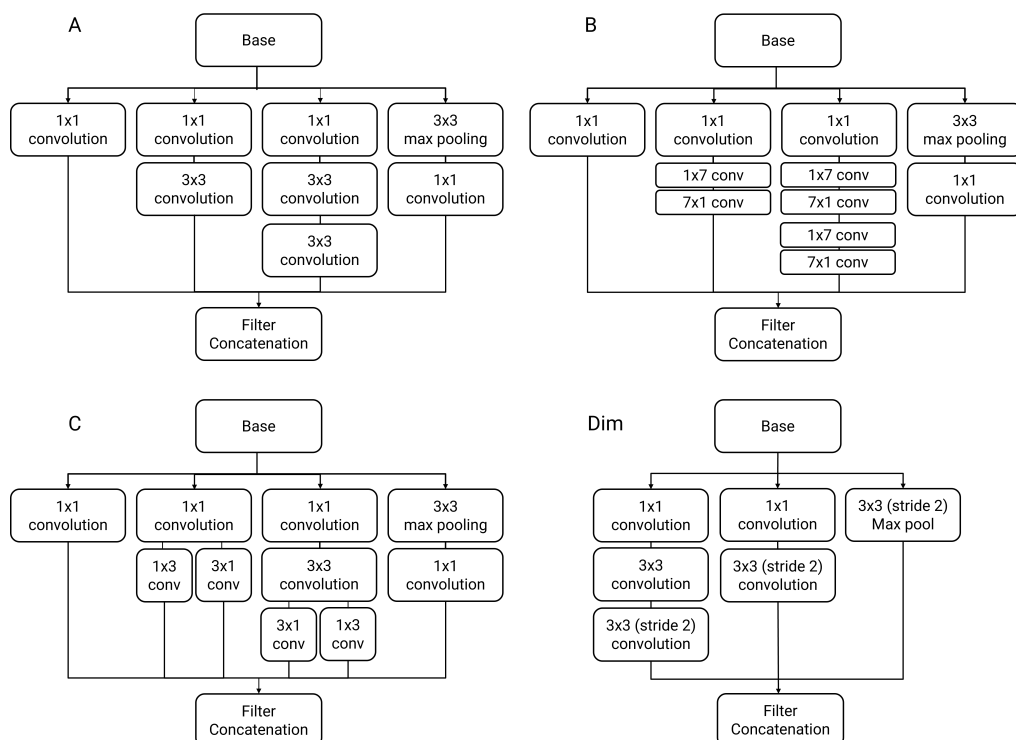 A
Base
1x1
convolution
1x1
convolution
1x1
convolution
3x3
max pooling
3x3
convolution
3x3
convolution
1x1
convolution
3x3
convolution
Filter
Concatenation
B
Base
1x1
convolution
1x1
convolution
1x1
convolution
3x3
max pooling
1x7 conv
7x1 conv
1x7 conv
7x1 conv
1x7 conv
7x1 conv
1x1
convolution
Filter
Concatenation
C
Base
1x1
convolution
1x1
convolution
1x1
convolution
3x3
max pooling
1x3
conv
3x1
conv
3x3
convolution
1x1
convolution
3x1
conv
1x3
conv
Filter
Concatenation
Dim
Base
1x1
convolution
1x1
convolution
3x3 (stride 2)
Max pool
3x3
convolution
3x3 (stride 2)
convolution
3x3 (stride 2)
convolution
Filter
Concatenation